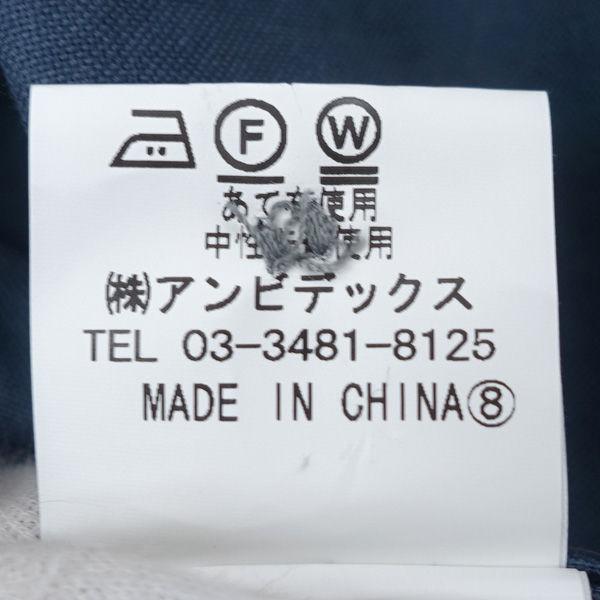 F W
あて 使用
中性 使用
㈱アンビデックス
TEL 03-3481-8125
MADE IN CHINA⑧